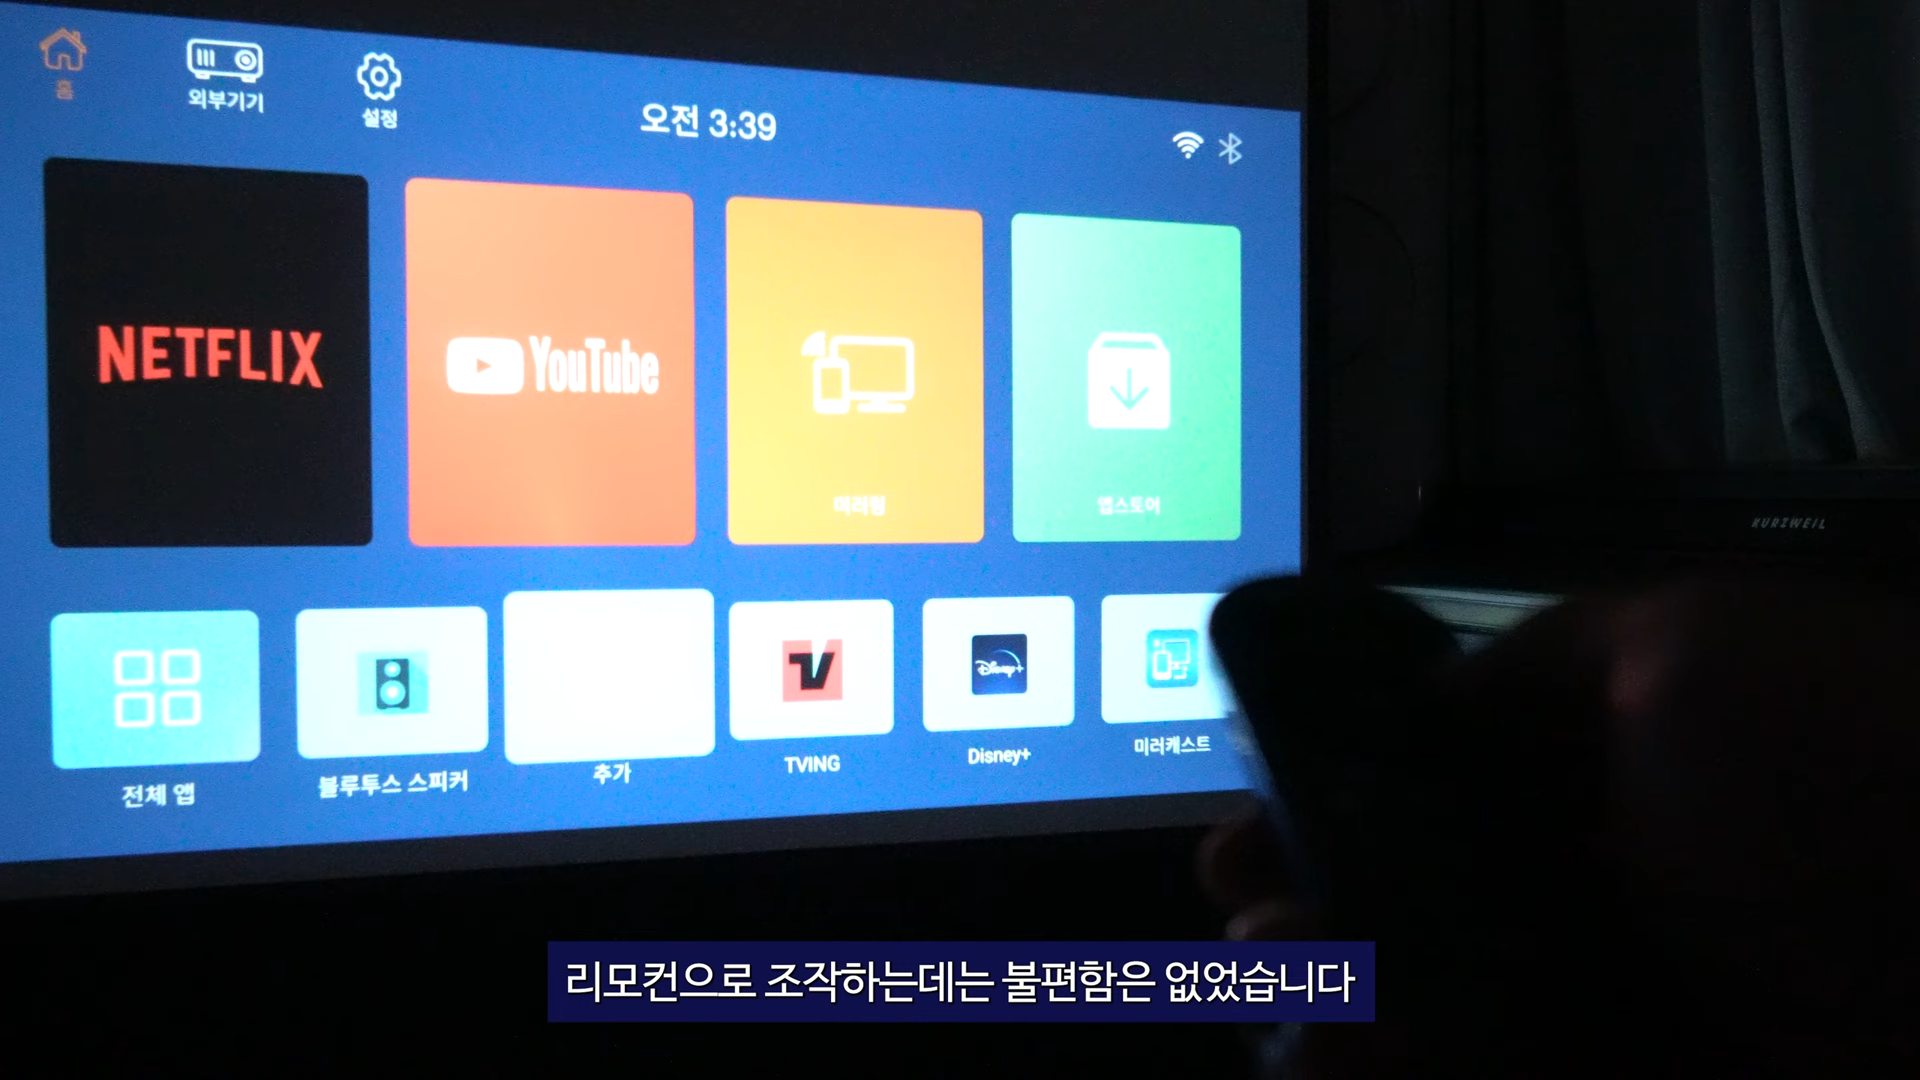 홈
외부기기
설정
오전 3:39
NETFLIX
YouTube
미러링
앱스토어
전체 앱
블루투스 스피커
추가
TV
TVING
Disney+
Disney+
미러캐스트
KURZWEIL
리모컨으로 조작하는데는 불편함은 없었습니다